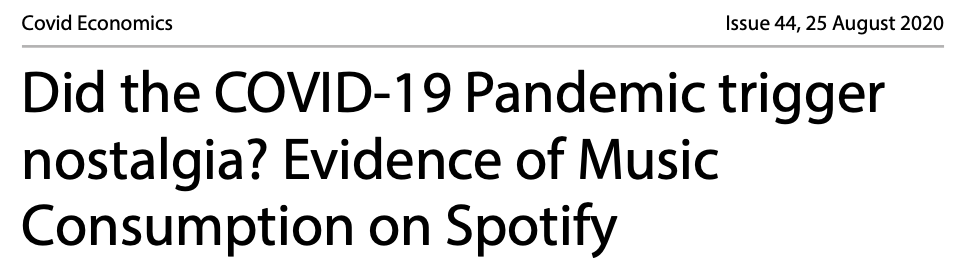 Covid Economics Issue 44, 25 August 2020
Did the COVID-19 Pandemic trigger
nostalgia? Evidence of Music
Consumption on Spotify